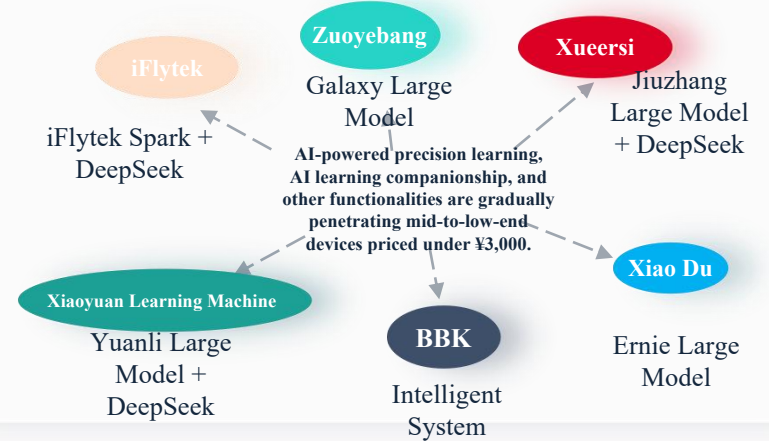 Zuoyebang
Galaxy Large
Model
iFlytek
iFlytek Spark +
DeepSeek
Xueersi
Jiuzhang
Large Model
+ DeepSeek
AI-powered precision learning,
AI learning companionship, and
other functionalities are gradually
penetrating mid-to-low-end
devices priced under ¥3,000.
Xiaoyuan Learning Machine
Yuanli Large
Model +
DeepSeek
BBK
Intelligent
System
Xiao Du
Ernie Large
Model